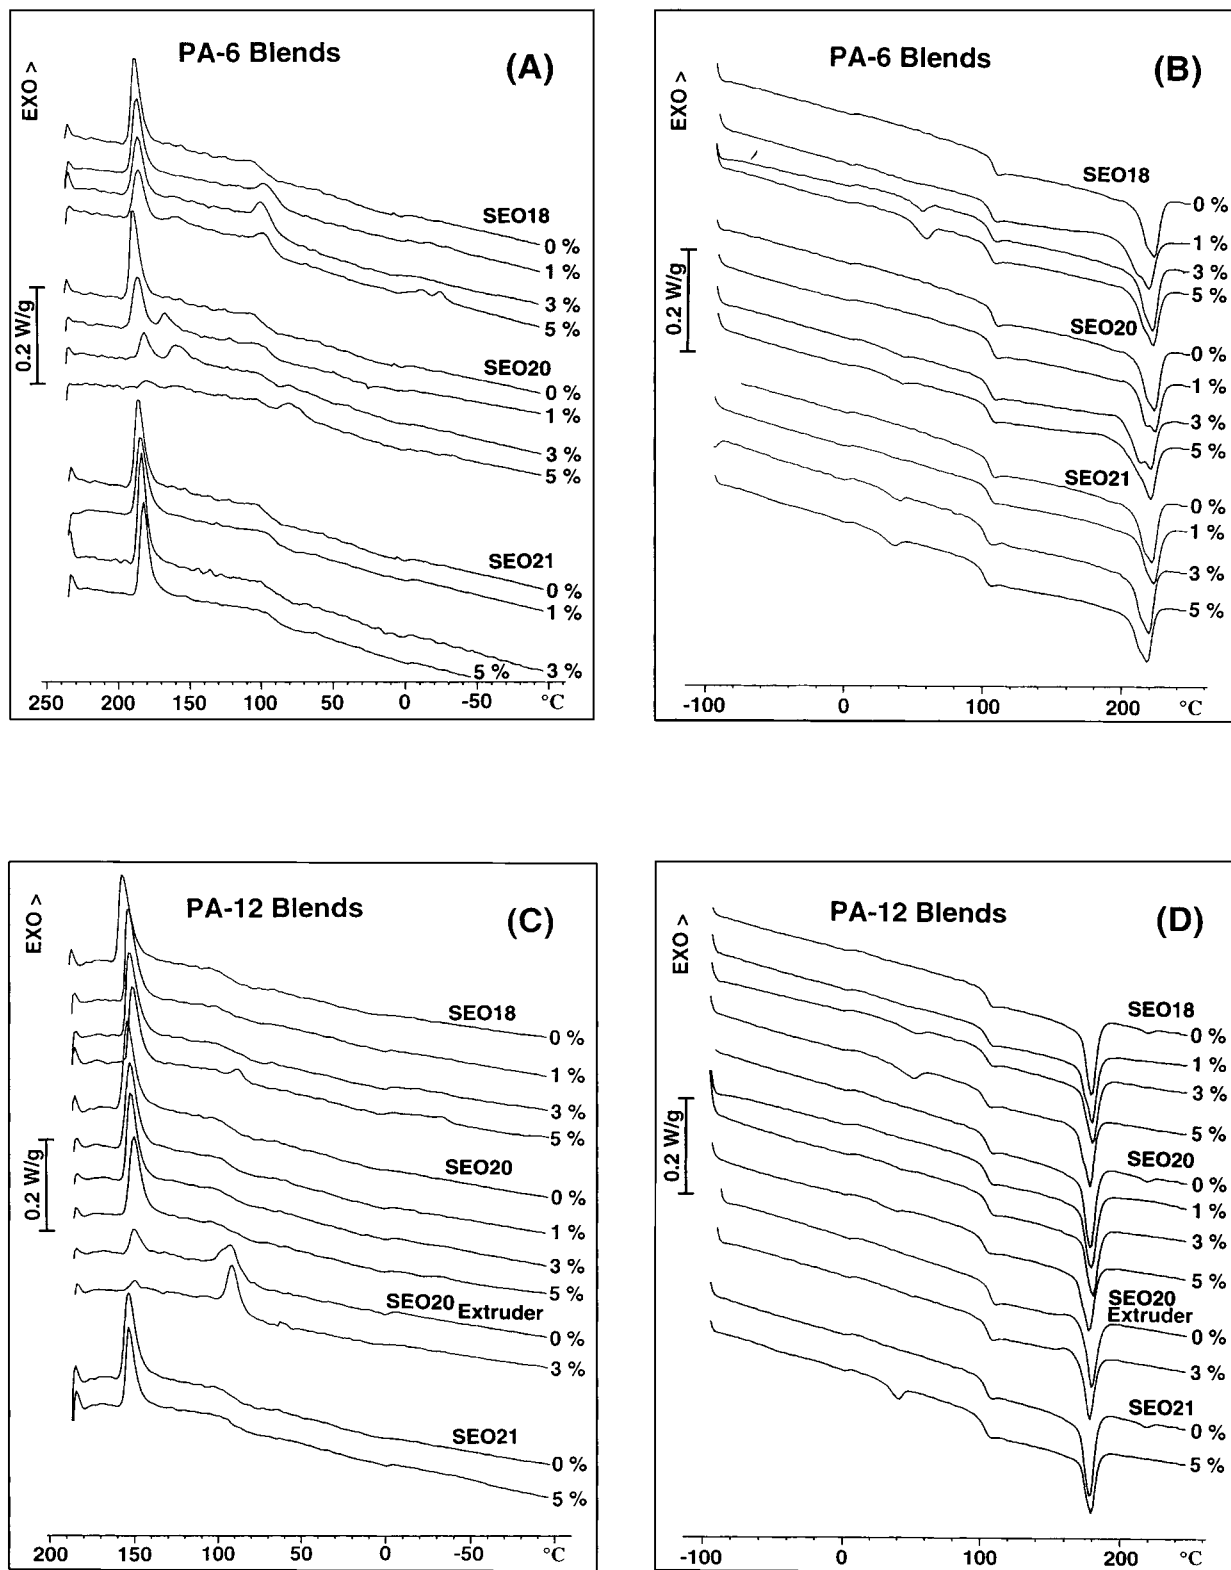 PA-6 Blends
(A)
EXO >
0.2 W/g
SEO18
0 %
1 %
3 %
5 %
SEO20
0 %
1 %
3 %
5 %
SEO21
0 %
1 %
3 %
5 %
250 200 150 100 50 0 -50 °C
PA-6 Blends
(B)
EXO >
0.2 W/g
SEO18
0 %
1 %
3 %
5 %
SEO20
0 %
1 %
3 %
5 %
SEO21
0 %
1 %
3 %
5 %
-100 0 100 200 °C
PA-12 Blends
(C)
EXO >
0.2 W/g
SEO18
0 %
1 %
3 %
5 %
SEO20
0 %
1 %
3 %
5 %
SEO20 Extruder
0 %
3 %
SEO21
0 %
5 %
200 150 100 50 0 -50 °C
PA-12 Blends
(D)
EXO >
0.2 W/g
SEO18
0 %
1 %
3 %
5 %
SEO20
0 %
1 %
3 %
5 %
SEO20
Extruder
0 %
3 %
SEO21
0 %
5 %
-100 0 100 200 °C